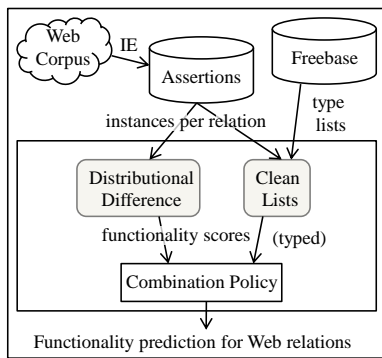 Web
Corpus
IE
Assertions
Freebase
instances per relation
type
lists
Distributional
Difference
Clean
Lists
functionality scores
(typed)
Combination Policy
Functionality prediction for Web relations